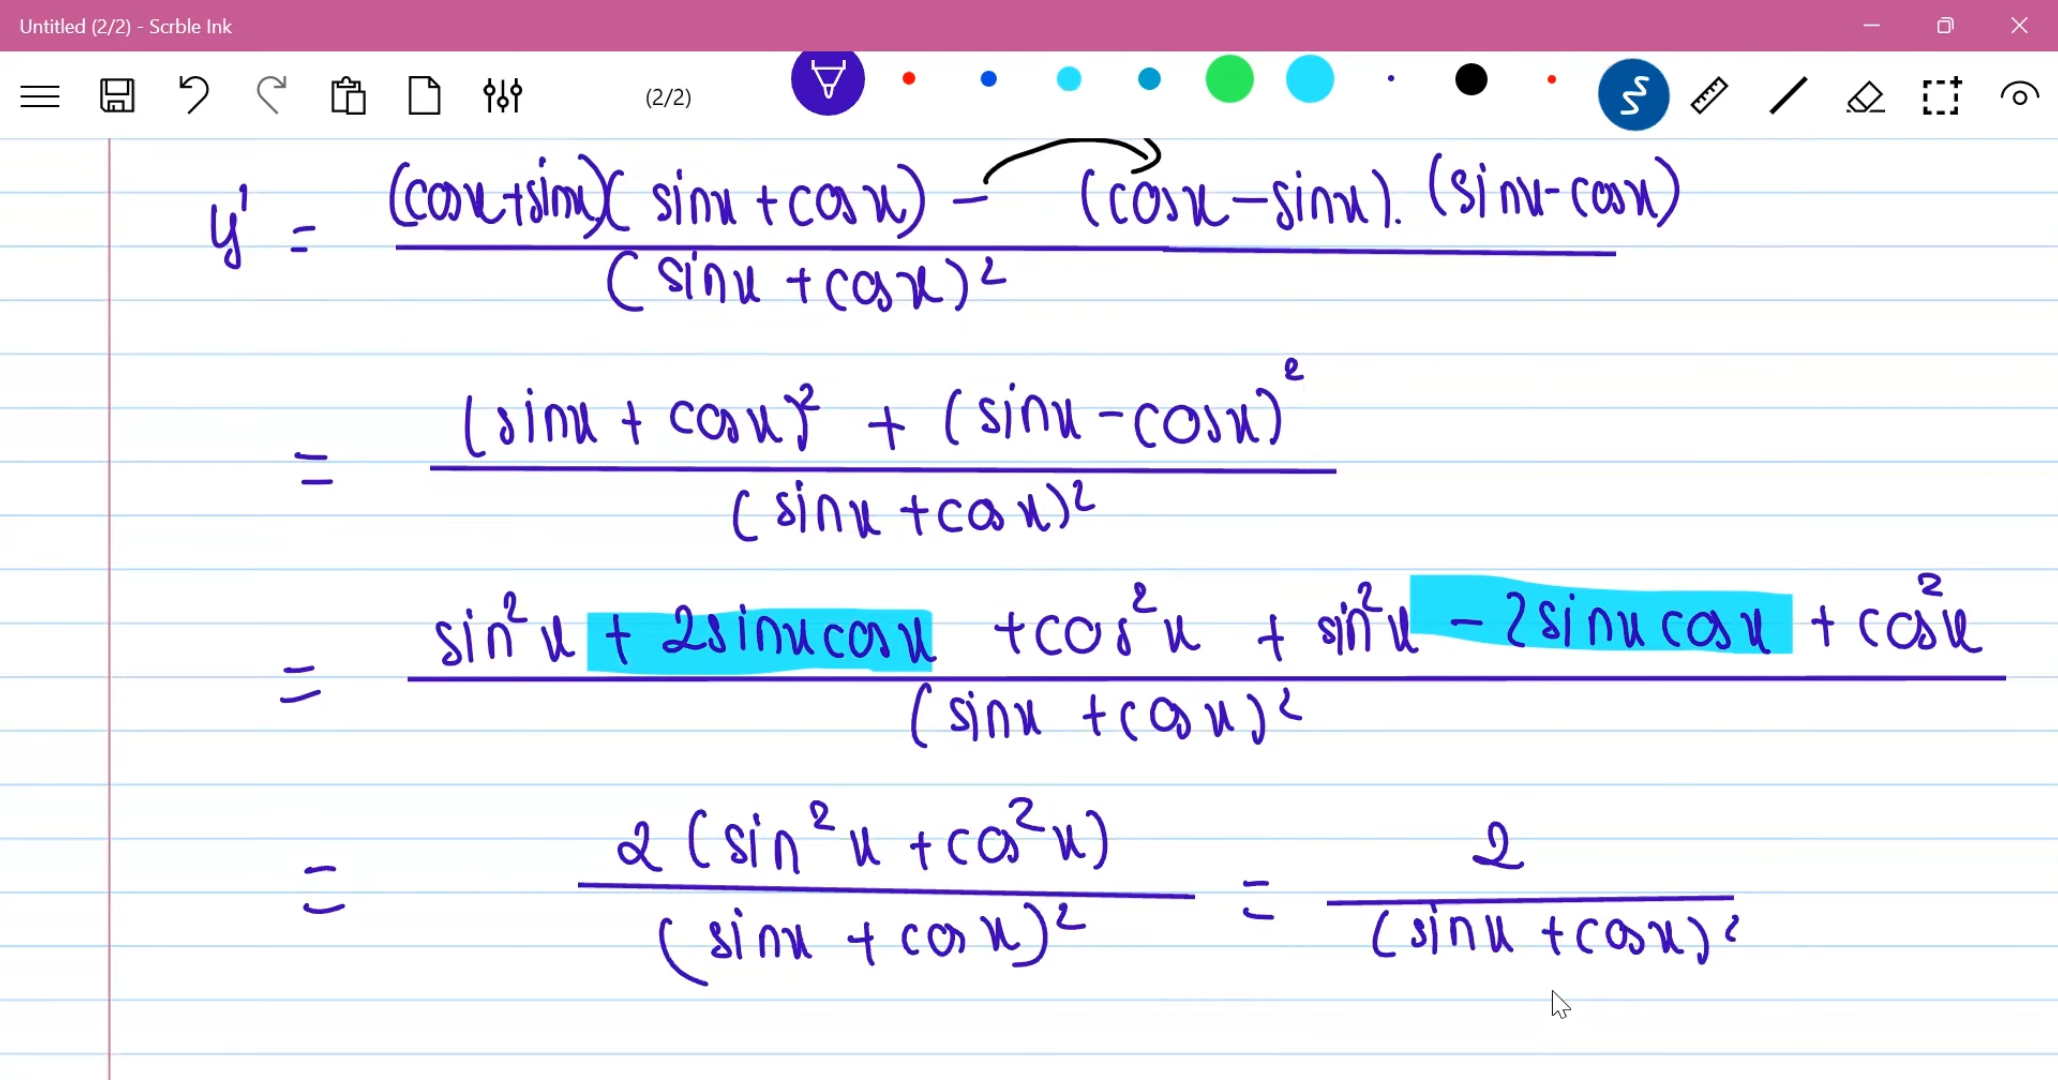 Untitled (2/2) - Scrble Ink
(2/2)
y' = (cosx+sinx)(sinx+cosx) - (cosx-sinx).(sinx-cosx)
(sinx+cosx)²
= (sinx+cosx)² + (sinx-cosx)²
(sinx+cosx)²
= sin²x + 2sinxcosx + cos²x + sin²x - 2sinxcosx + cos²x
(sinx+cosx)²
= 2(sin²x+cos²x) = 2
(sinx+cosx)² (sinx+cosx)²